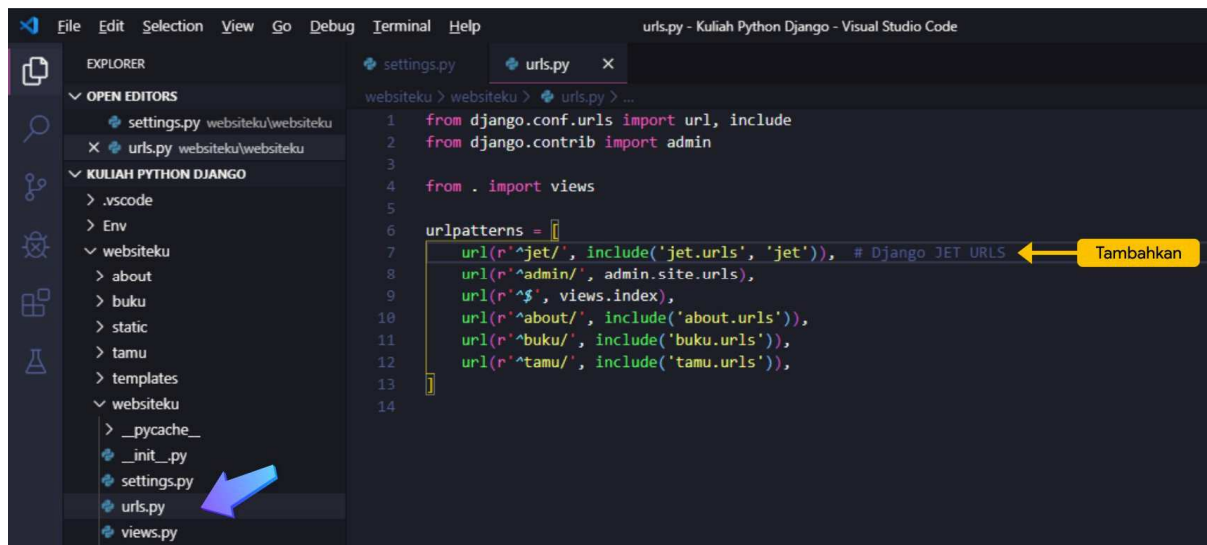 File Edit Selection View Go Debug Terminal Help
urls.py - Kuliah Python Django - Visual Studio Code
EXPLORER
OPEN EDITORS
settings.py websiteku\websiteku
urls.py websiteku\websiteku
KULIAH PYTHON DJANGO
.vscode
Env
websiteku
about
buku
static
tamu
templates
websiteku
__pycache__
__init__.py
settings.py
urls.py
views.py
settings.py
urls.py
websiteku > websiteku > urls.py > ...
1 from django.conf.urls import url, include
2 from django.contrib import admin
3
4 from . import views
5
6 urlpatterns = [
7     url(r'^jet/', include('jet.urls', 'jet')),  # Django JET URLS
Tambahkan
8     url(r'^admin/', admin.site.urls),
9     url(r'^$', views.index),
10     url(r'^about/', include('about.urls')),
11     url(r'^buku/', include('buku.urls')),
12     url(r'^tamu/', include('tamu.urls')),
13 ]
14